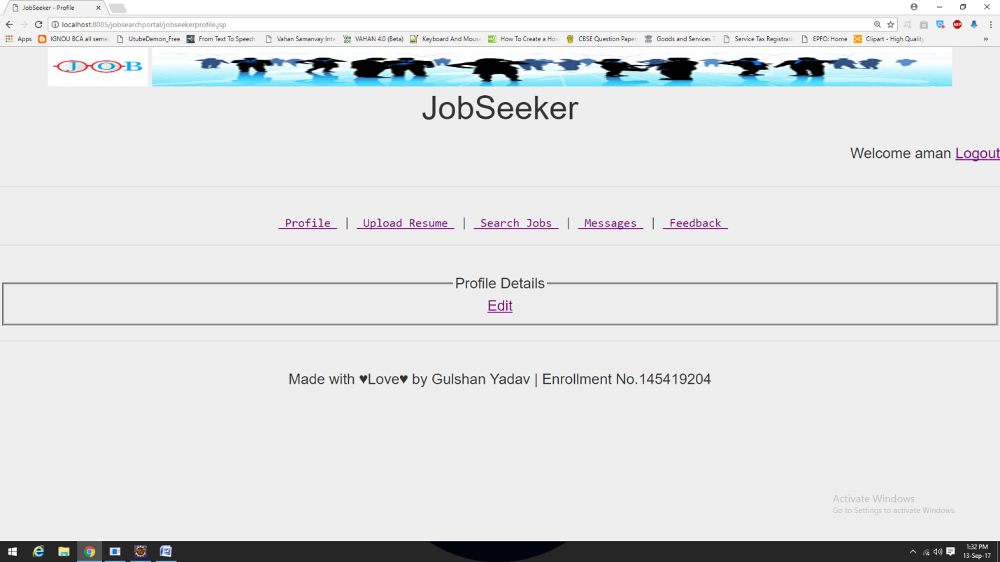 JobSeeker - Profile
localhost:8085/jobsearchportal/jobseekerprofile.jsp
Apps IGNOU BCA all semes UtubeDemon_Free From Text To Speech Vahan Samanvay Inte VAHAN 4.0 (Beta) Keyboard And Mouse How To Create a How CBSE Question Paper Goods and Services T Service Tax Registratio EPFO: Home Clipart - High Quality »
JOB
JobSeeker
Welcome aman Logout
Profile | Upload Resume | Search Jobs | Messages | Feedback
Profile Details
Edit
Made with ♥Love♥ by Gulshan Yadav | Enrollment No.145419204
Activate Windows
Go to Settings to activate Windows.
1:32 PM
13-Sep-17